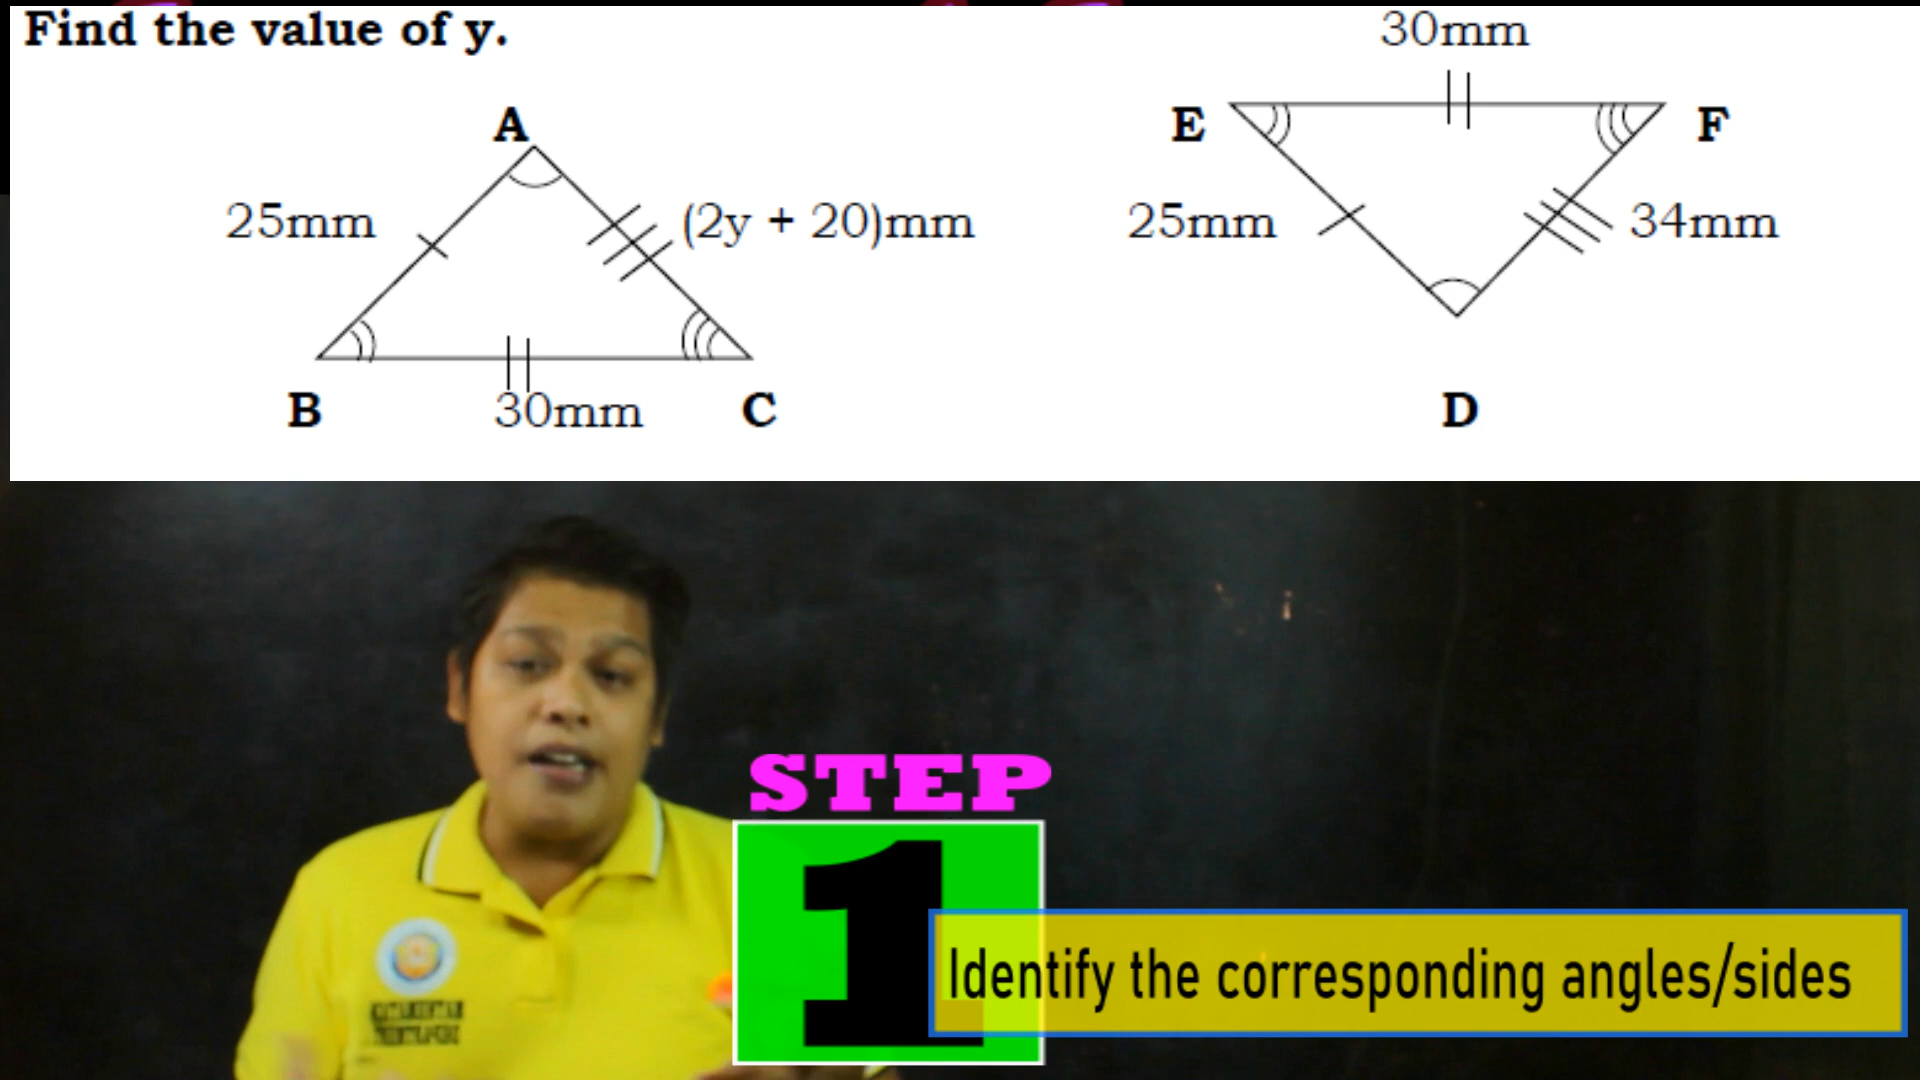 Find the value of y.
30mm
A
E
F
25mm
(2y + 20)mm
25mm
34mm
B
30mm
C
D
STEP
1
Identify the corresponding angles/sides